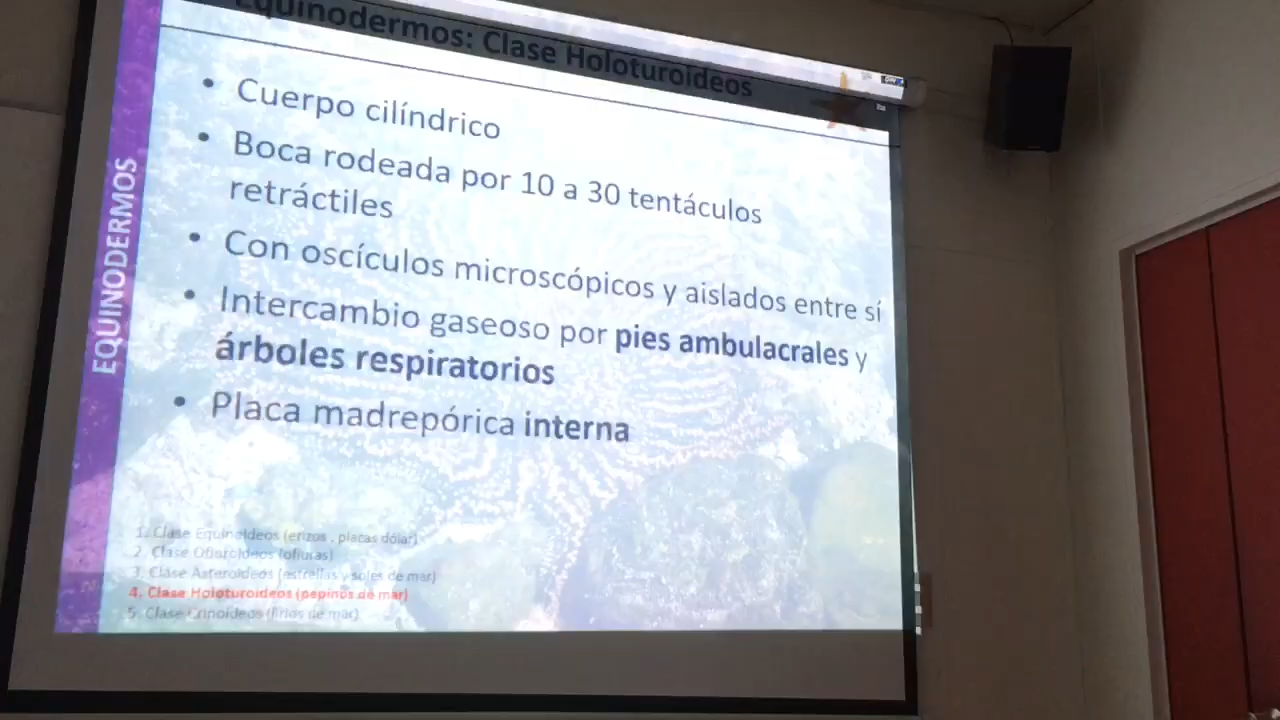 Equinodermos: Clase Holoturoideos
EQUINODERMOS
• Cuerpo cilíndrico
• Boca rodeada por 10 a 30 tentáculos
retráctiles
• Con oscículos microscópicos y aislados entre sí
• Intercambio gaseoso por pies ambulacrales y
árboles respiratorios
• Placa madrepórica interna
1. Clase Equinoideos (erizos , placas dólar)
2. Clase Ofiuroideos (ofiuras)
3. Clase Asteroideos (estrellas y soles de mar)
4. Clase Holoturoideos (pepinos de mar)
5. Clase Crinoideos (lirios de mar)